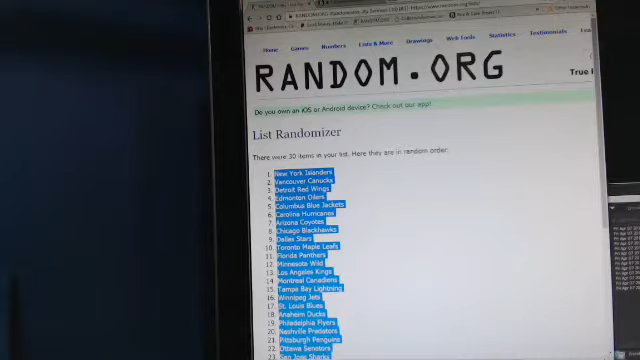 Home Games Numbers Lists & More Drawings Web Tools Statistics Testimonials
RANDOM.ORG
True
Do you own an iOS or Android device? Check out our app!
List Randomizer
There were 30 items in your list. Here they are in random order:
1. New York Islanders
2. Vancouver Canucks
3. Detroit Red Wings
4. Edmonton Oilers
5. Columbus Blue Jackets
6. Carolina Hurricanes
7. Arizona Coyotes
8. Chicago Blackhawks
9. Dallas Stars
10. Toronto Maple Leafs
11. Florida Panthers
12. Minnesota Wild
13. Los Angeles Kings
14. Montreal Canadiens
15. Tampa Bay Lightning
16. Winnipeg Jets
17. St. Louis Blues
18. Anaheim Ducks
19. Philadelphia Flyers
20. Nashville Predators
21. Pittsburgh Penguins
22. Ottawa Senators
23. San Jose Sharks